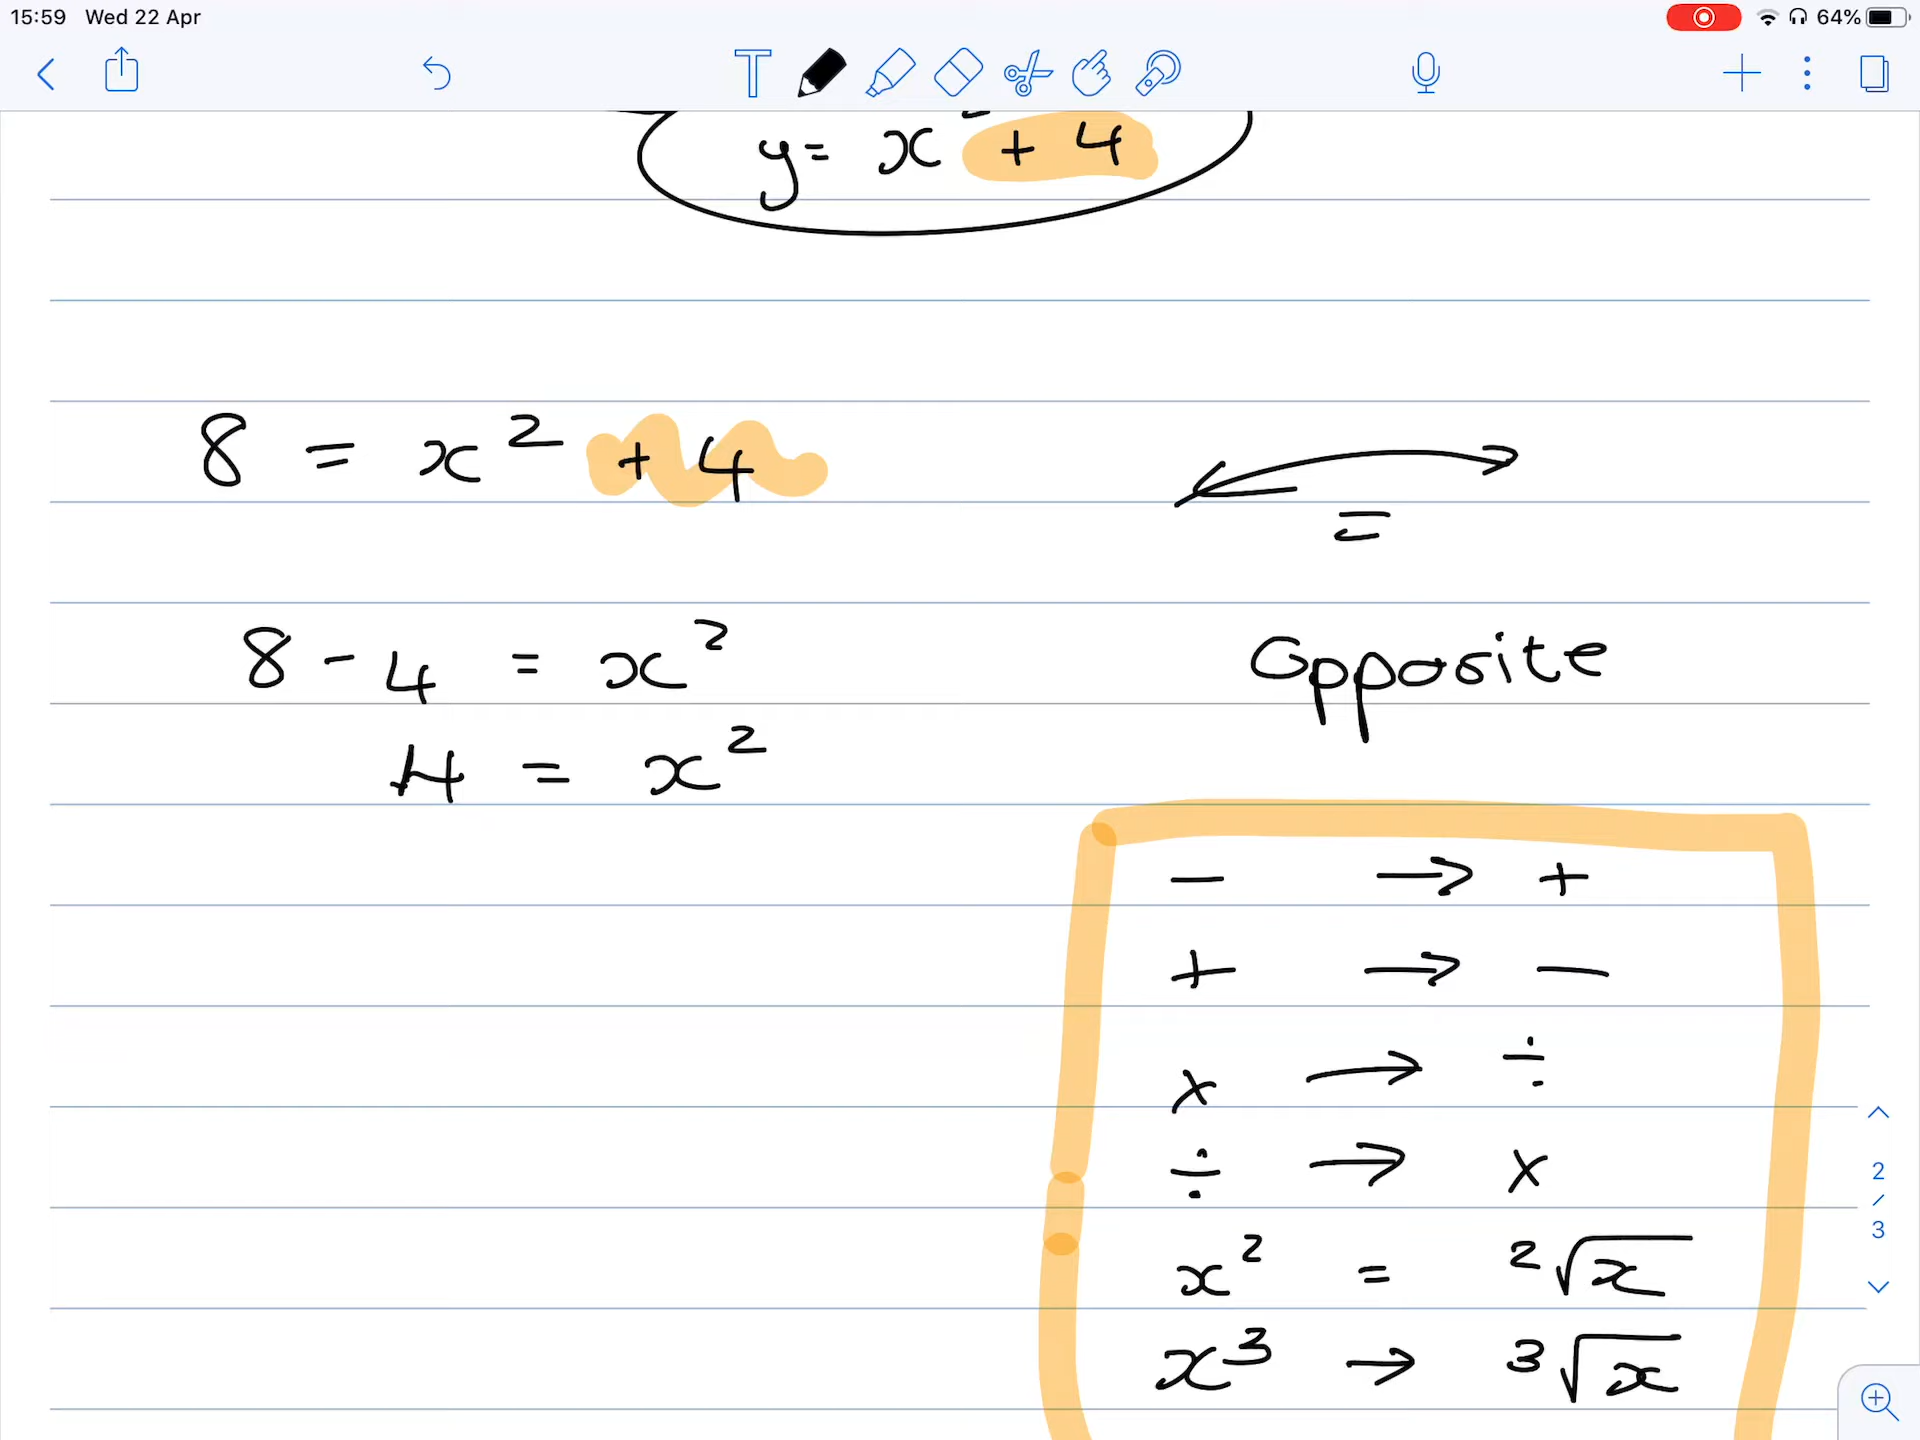 15:59 Wed 22 Apr
64%
T
y= x² + 4
8 = x² + 4
=
8 - 4 = x²
Opposite
4 = x²
- → +
+ → -
x → ÷
÷ → x
x² = ²√x
x³ → ³√x
2
/
3